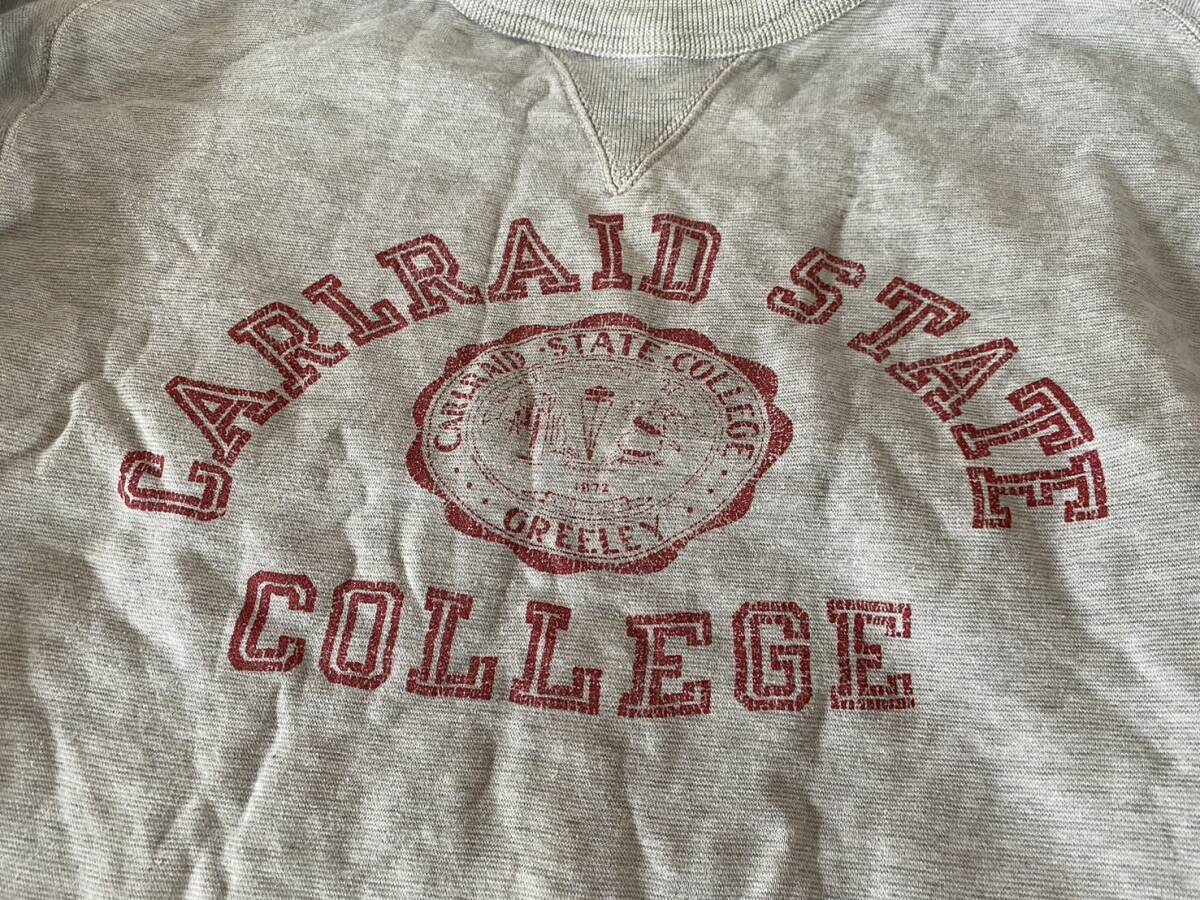 CARLRAID STATE
CARLRAID · STATE · COLLEGE
1872
· GREELEY ·
COLLEGE